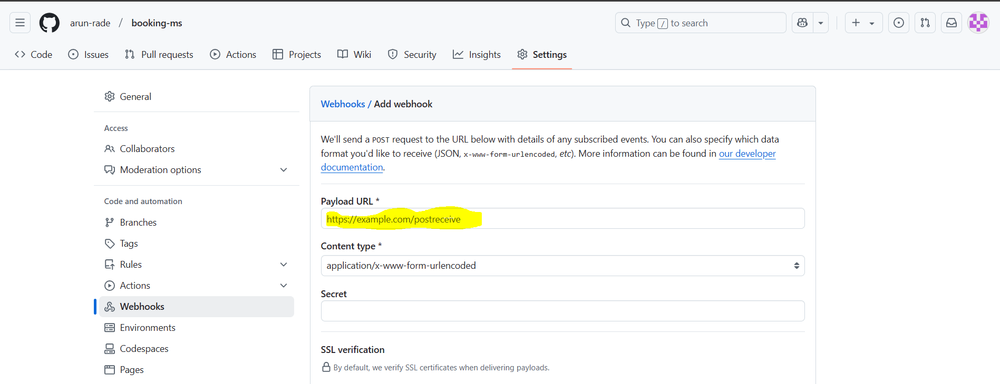 arun-rade / booking-ms
Type / to search
Code Issues Pull requests Actions Projects Wiki Security Insights Settings
General
Access
Collaborators
Moderation options
Code and automation
Branches
Tags
Rules
Actions
Webhooks
Environments
Codespaces
Pages
Webhooks / Add webhook
We'll send a POST request to the URL below with details of any subscribed events. You can also specify which data
format you'd like to receive (JSON, x-www-form-urlencoded, etc). More information can be found in our developer
documentation.
Payload URL *
https://example.com/postreceive
Content type *
application/x-www-form-urlencoded
Secret
SSL verification
By default, we verify SSL certificates when delivering payloads.